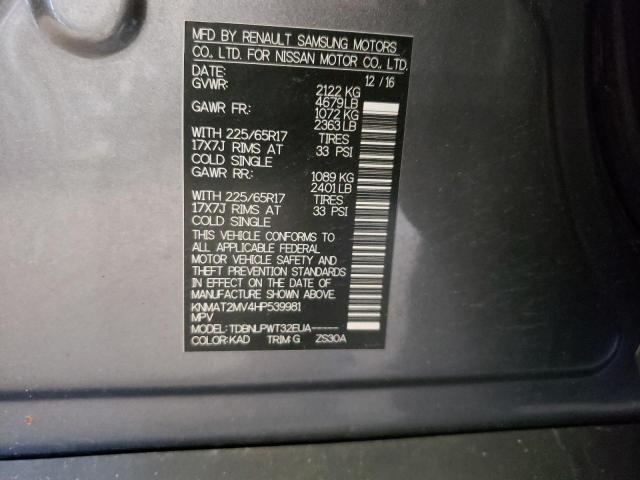 MFD BY RENAULT SAMSUNG MOTORS
CO., LTD. FOR NISSAN MOTOR CO., LTD.
DATE: 12 / 16
GVWR: 2122 KG
4679 LB
GAWR FR: 1072 KG
2363 LB
WITH 225/65R17 TIRES
17X7J RIMS AT 33 PSI
COLD SINGLE
GAWR RR: 1089 KG
2401 LB
WITH 225/65R17 TIRES
17X7J RIMS AT 33 PSI
COLD SINGLE
THIS VEHICLE CONFORMS TO
ALL APPLICABLE FEDERAL
MOTOR VEHICLE SAFETY AND
THEFT PREVENTION STANDARDS
IN EFFECT ON THE DATE OF
MANUFACTURE SHOWN ABOVE.
KNMAT2MV4HP539981
MPV
MODEL: TDBNLPWT32EUA-----
COLOR: KAD TRIM: G ZS30A